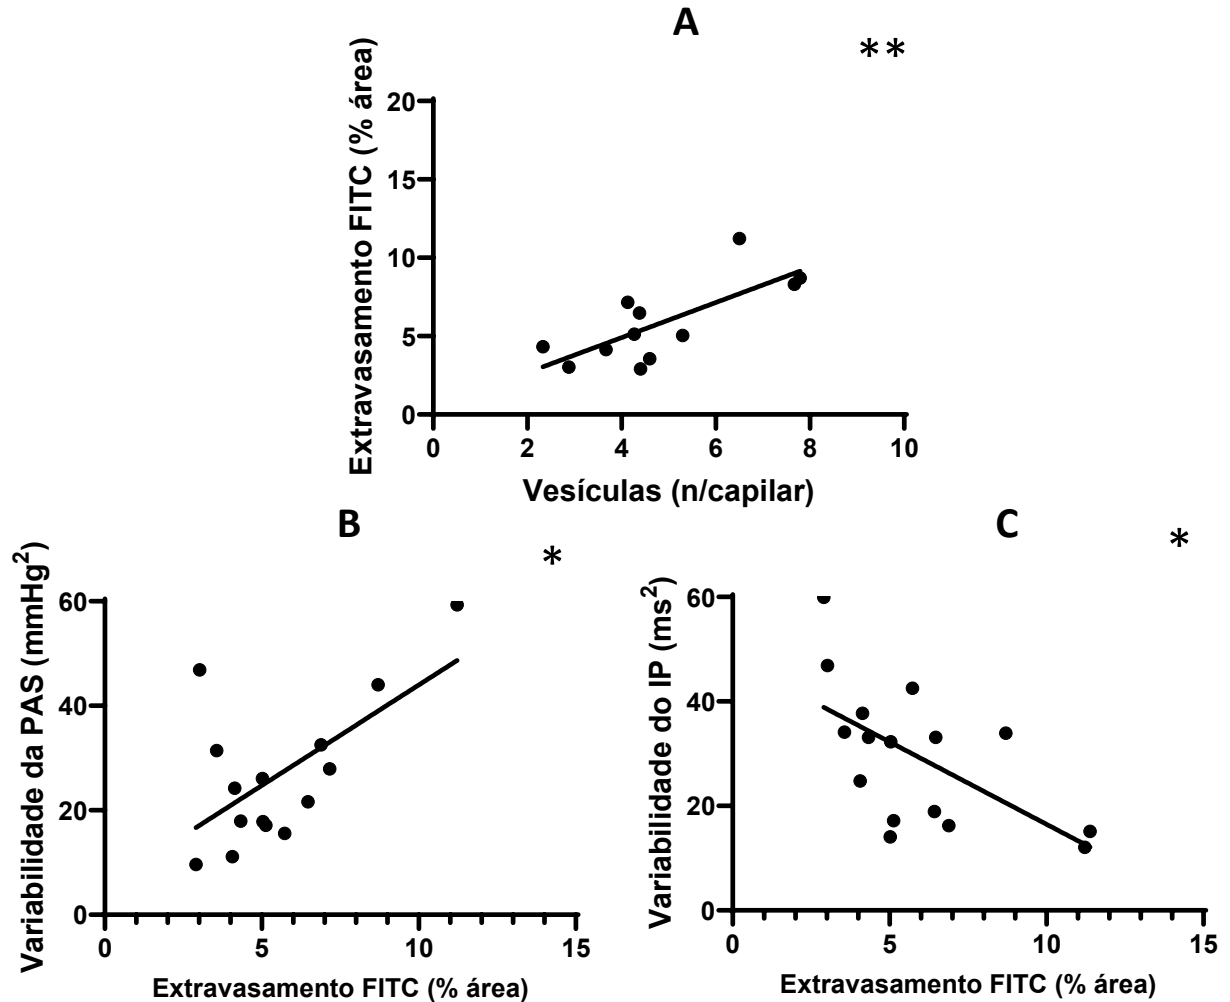 A
**
Extravasamento FITC (% área)
20
15
10
5
0
0 2 4 6 8 10
Vesículas (n/capilar)
B
*
Variabilidade da PAS (mmHg²)
60
40
20
0
0 5 10 15
Extravasamento FITC (% área)
C
*
Variabilidade do IP (ms²)
60
40
20
0
0 5 10 15
Extravasamento FITC (% área)